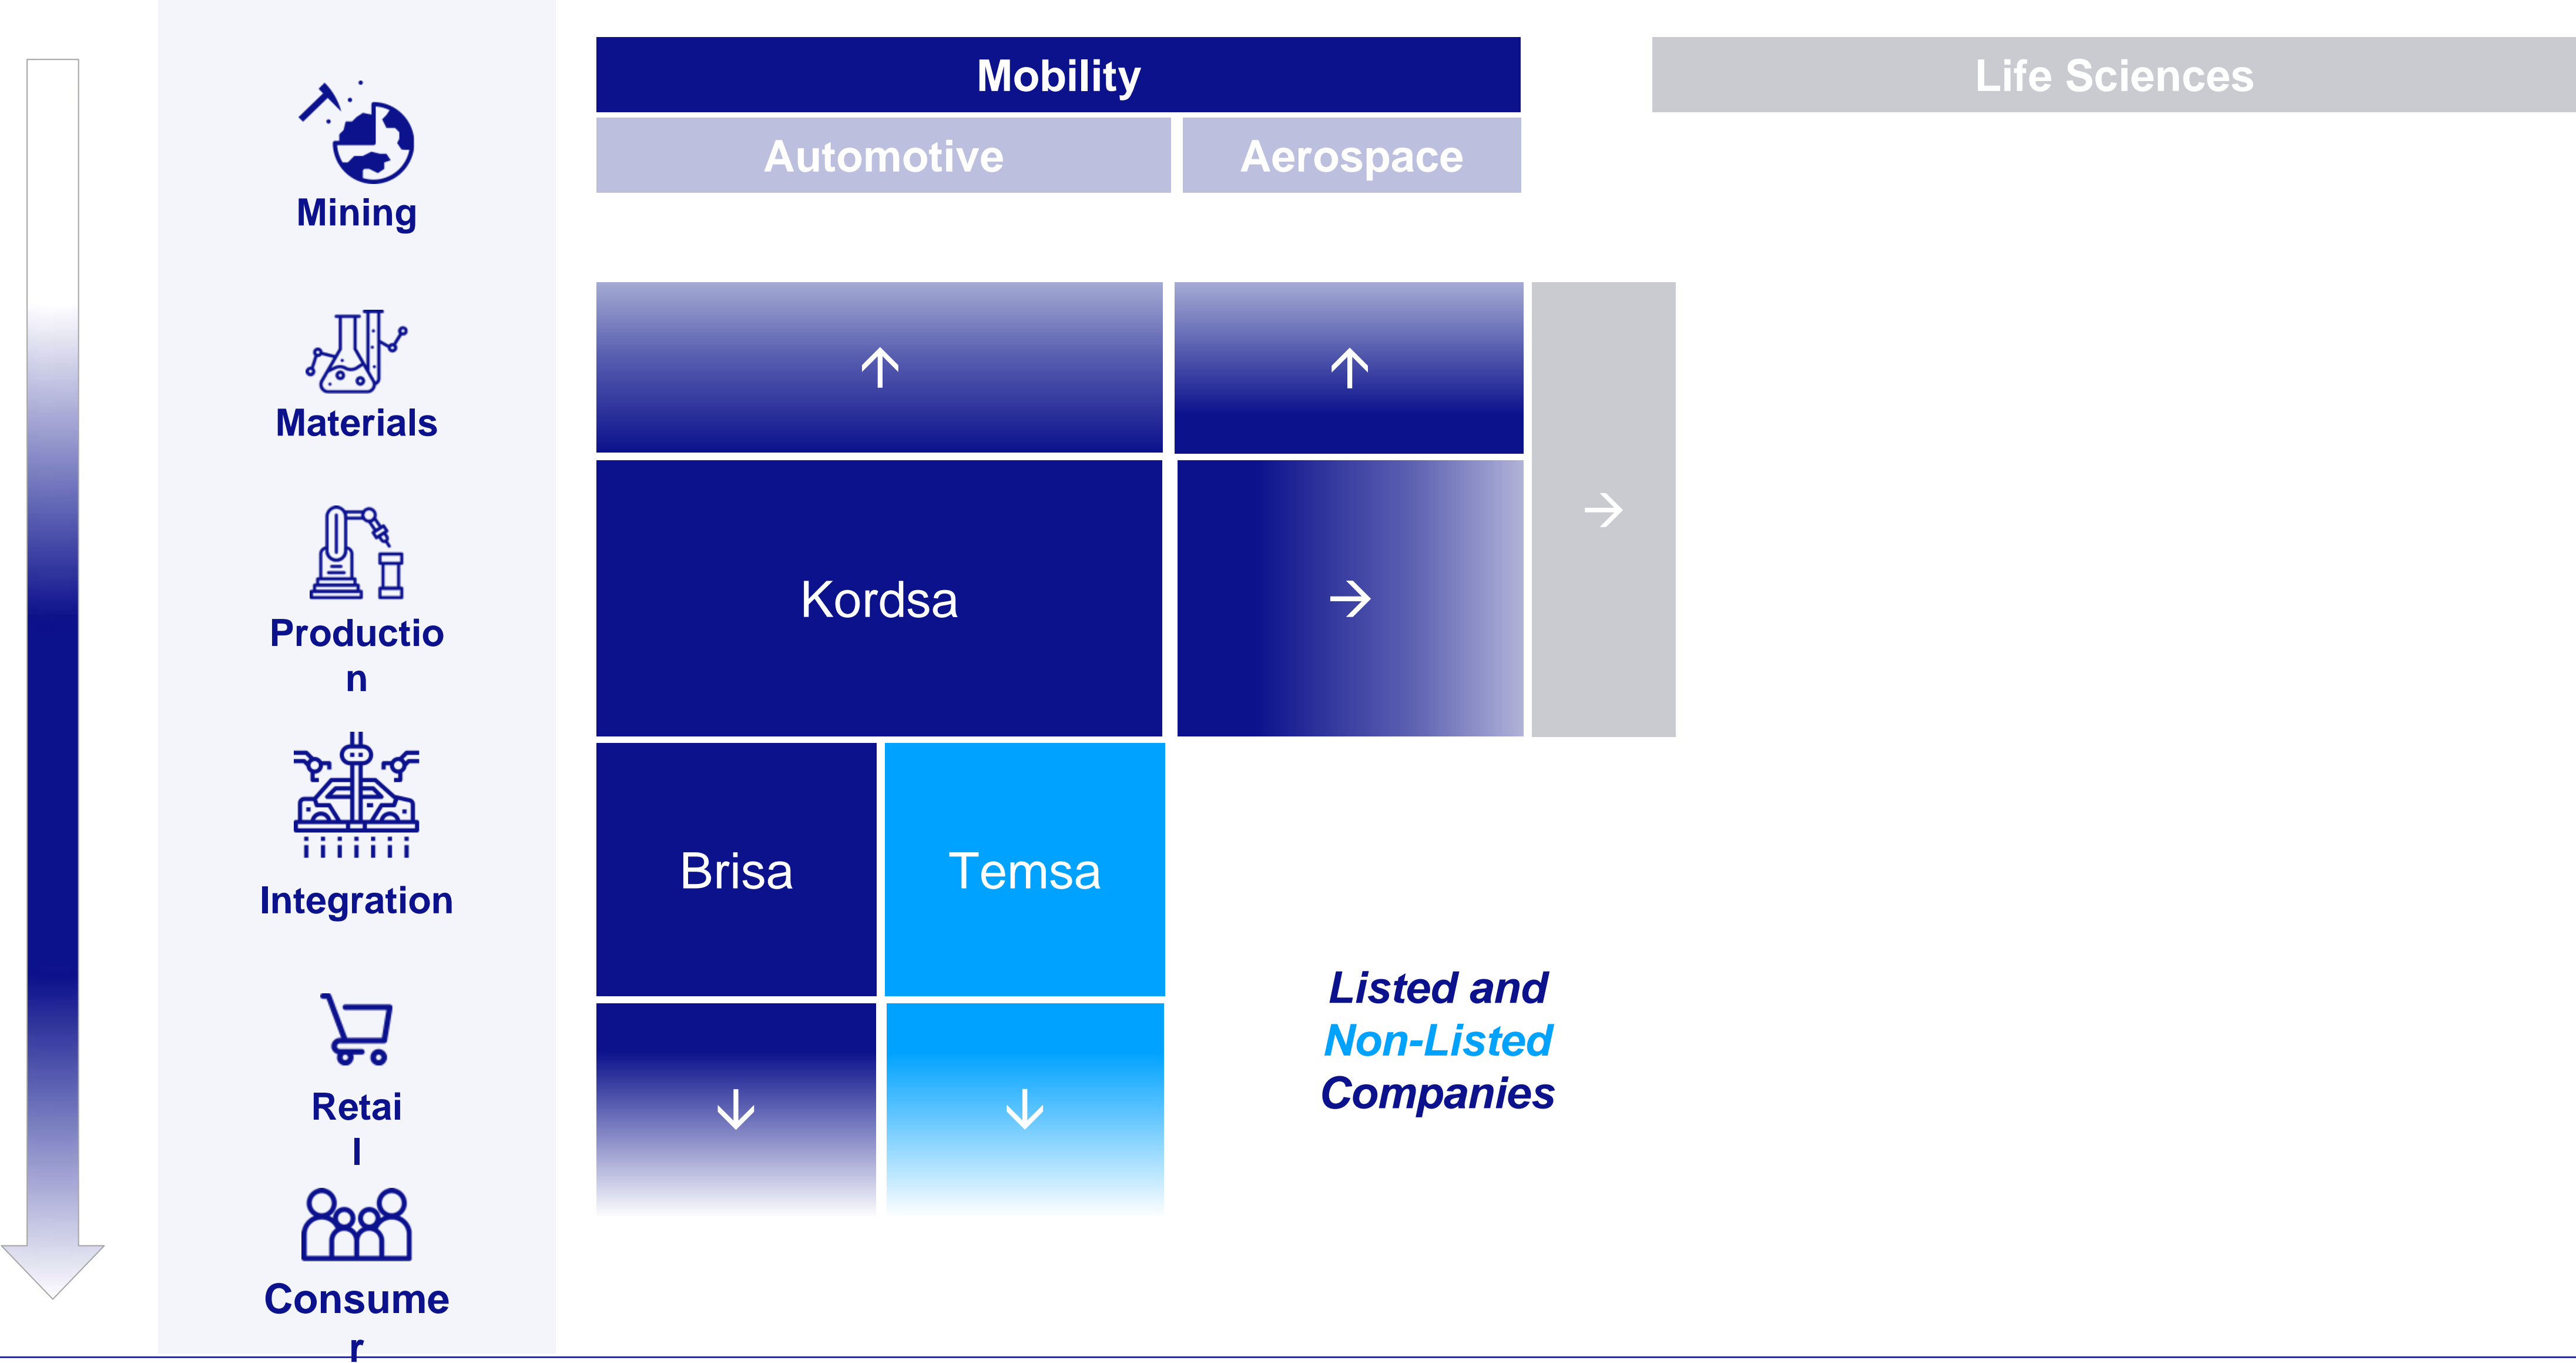 Mobility
Life Sciences
Automotive
Aerospace
Mining
Materials
Productio
n
Integration
Retai
l
Consume
r
↑
↑
→
Kordsa
→
Brisa
Temsa
↓
↓
Listed and
Non-Listed
Companies